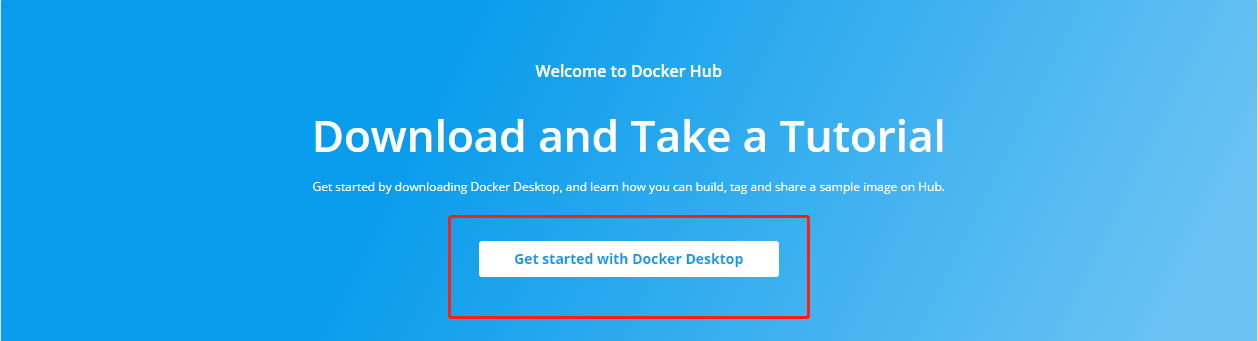 Welcome to Docker Hub
Download and Take a Tutorial
Get started by downloading Docker Desktop, and learn how you can build, tag and share a sample image on Hub.
Get started with Docker Desktop